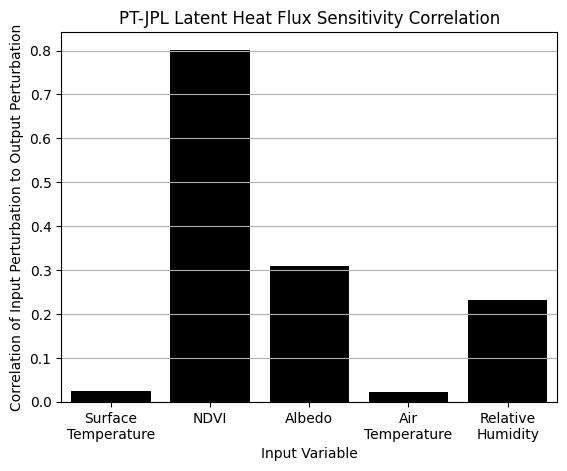 PT-JPL Latent Heat Flux Sensitivity Correlation
Correlation of Input Perturbation to Output Perturbation
0.8
0.7
0.6
0.5
0.4
0.3
0.2
0.1
0.0
Surface
Temperature
NDVI
Albedo
Air
Temperature
Relative
Humidity
Input Variable